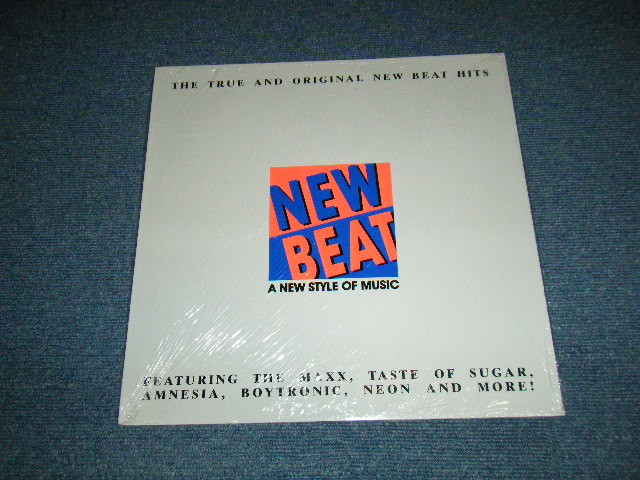 THE TRUE AND ORIGINAL NEW BEAT HITS
NEW
BEAT
A NEW STYLE OF MUSIC
FEATURING THE MAXX, TASTE OF SUGAR,
AMNESIA, BOYTRONIC, NEON AND MORE!